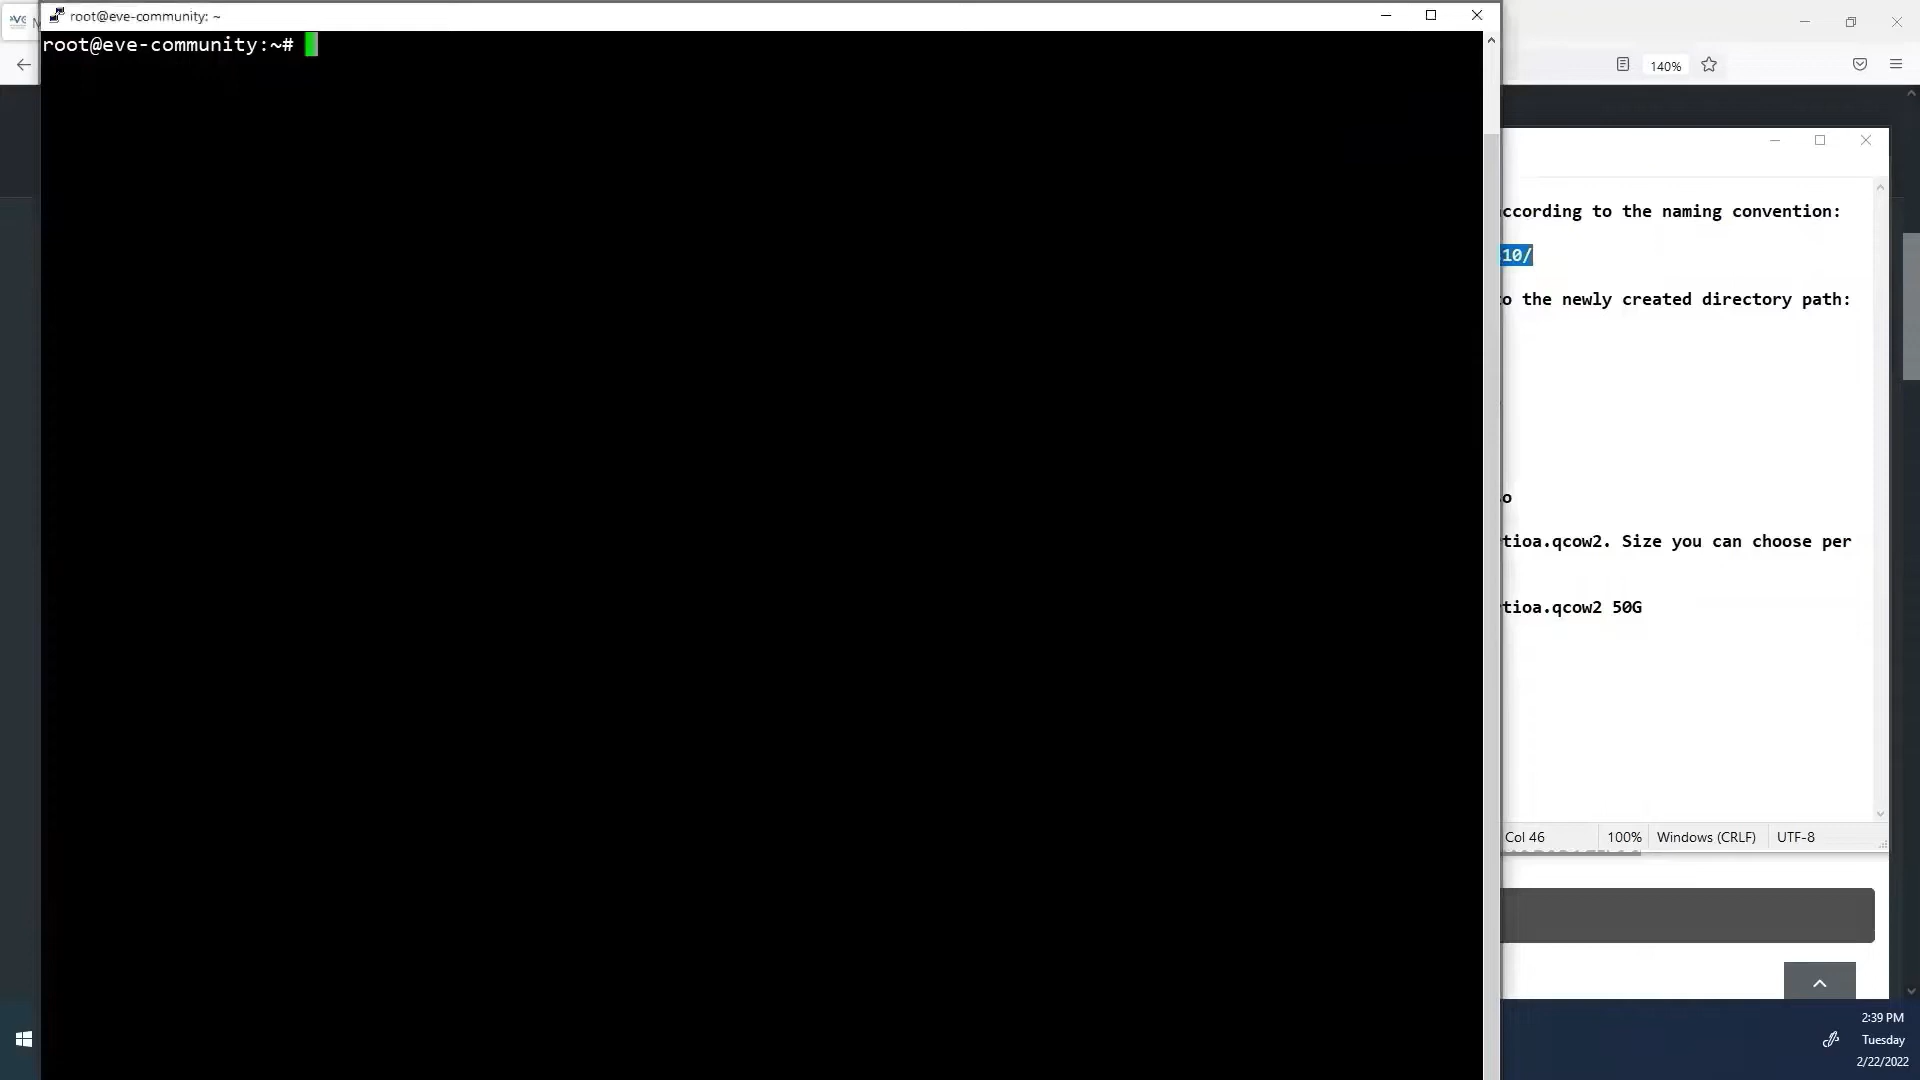 root@eve-community: ~
root@eve-community:~#
140%
ccording to the naming convention:
10/
o the newly created directory path:
o
tioa.qcow2. Size you can choose per
tioa.qcow2 50G
Col 46
100%
Windows (CRLF)
UTF-8
2:39 PM
Tuesday
2/22/2022